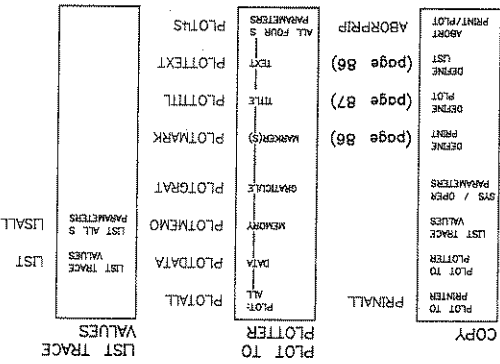 COPY
PLOT TO
PRINTER
PRINALL
PLOT TO
PLOTTER
LIST TRACE
VALUES
SYS / OPER
PARAMETERS
DEFINE
PRINT
(page 86)
DEFINE
PLOT
(page 87)
DEFINE
LIST
(page 86)
ABORT
PRINT/PLOT
ABORPRIP
PLOT TO
PLOTTER
PLOT:
ALL
PLOTALL
DATA
PLOTDATA
MEMORY
PLOTMEMO
GRATICULE
PLOTGRAT
MARKER(S)
PLOTMARK
TITLE
PLOTTITL
TEXT
PLOTTEXT
ALL FOUR S
PARAMETERS
PLOT4S
LIST TRACE
VALUES
LIST TRACE
VALUES
LIST
LIST ALL S
PARAMETERS
LISALL